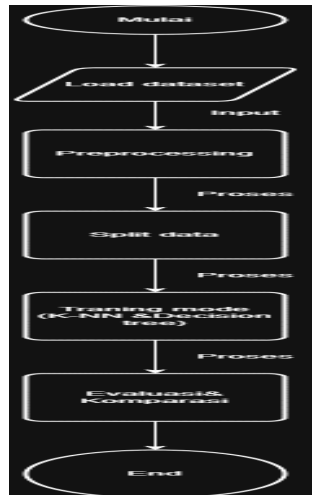 Mulai
Load dataset
Input
Preprocessing
Proses
Split data
Proses
Traning mode
(K-NN &Decision
tree)
Proses
Evaluasi&
Komparasi
End